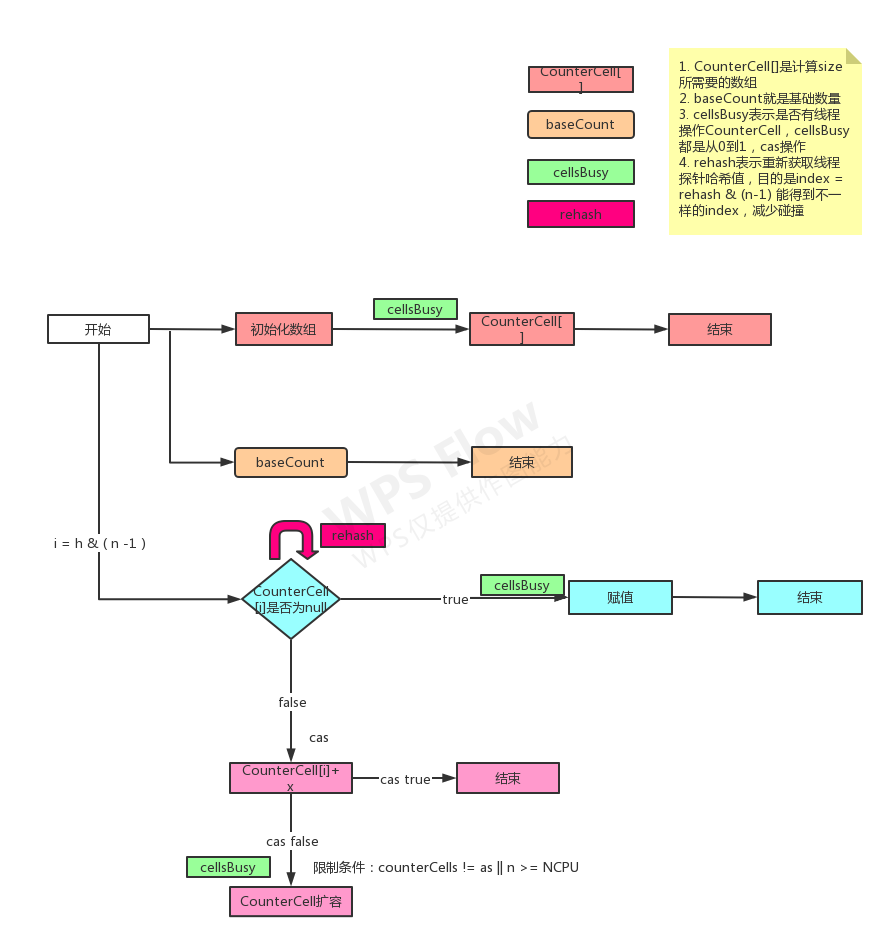 CounterCell[
]
baseCount
cellsBusy
rehash
1. CounterCell[]是计算size
所需要的数组
2. baseCount就是基础数量
3. cellsBusy表示是否有线程
操作CounterCell，cellsBusy
都是从0到1，cas操作
4. rehash表示重新获取线程
探针哈希值，目的是index =
rehash & (n-1) 能得到不一
样的index，减少碰撞
开始
初始化数组
cellsBusy
CounterCell[
]
结束
baseCount
结束
WPS Flow
WPS仅提供作图能力
i = h & ( n -1 )
rehash
CounterCell
[i]是否为null
true
cellsBusy
赋值
结束
false
cas
CounterCell[i]+
x
cas true
结束
cas false
cellsBusy
限制条件：counterCells != as || n >= NCPU
CounterCell扩容